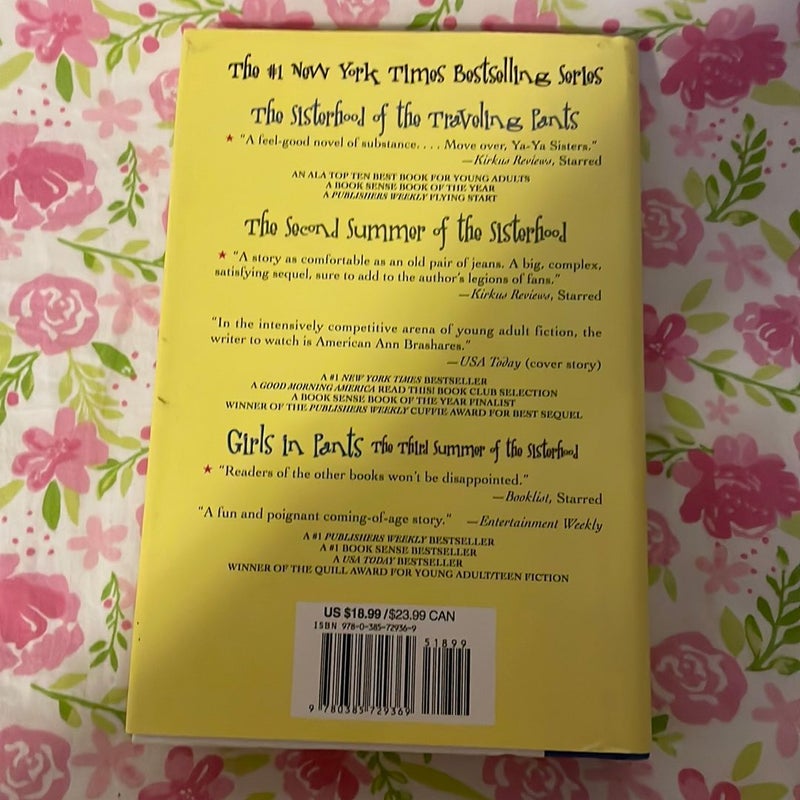 The #1 New York Times Bestselling Series
The Sisterhood of the Traveling Pants
★ "A feel-good novel of substance. . . . Move over, Ya-Ya Sisters."
—Kirkus Reviews, Starred
AN ALA TOP TEN BEST BOOK FOR YOUNG ADULTS
A BOOK SENSE BOOK OF THE YEAR
A PUBLISHERS WEEKLY FLYING START
The Second Summer of the Sisterhood
★ "A story as comfortable as an old pair of jeans. A big, complex,
satisfying sequel, sure to add to the author's legions of fans."
—Kirkus Reviews, Starred
"In the intensively competitive arena of young adult fiction, the
writer to watch is American Ann Brashares."
—USA Today (cover story)
A #1 NEW YORK TIMES BESTSELLER
A GOOD MORNING AMERICA READ THIS! BOOK CLUB SELECTION
A BOOK SENSE BOOK OF THE YEAR FINALIST
WINNER OF THE PUBLISHERS WEEKLY CUFFIE AWARD FOR BEST SEQUEL
Girls in Pants The Third Summer of the Sisterhood
★ "Readers of the other books won't be disappointed."
—Booklist, Starred
"A fun and poignant coming-of-age story." —Entertainment Weekly
A #1 PUBLISHERS WEEKLY BESTSELLER
A #1 BOOK SENSE BESTSELLER
A USA TODAY BESTSELLER
WINNER OF THE QUILL AWARD FOR YOUNG ADULT/TEEN FICTION
US $18.99 / $23.99 CAN
ISBN 978-0-385-72936-9
51899
9 780385 729369